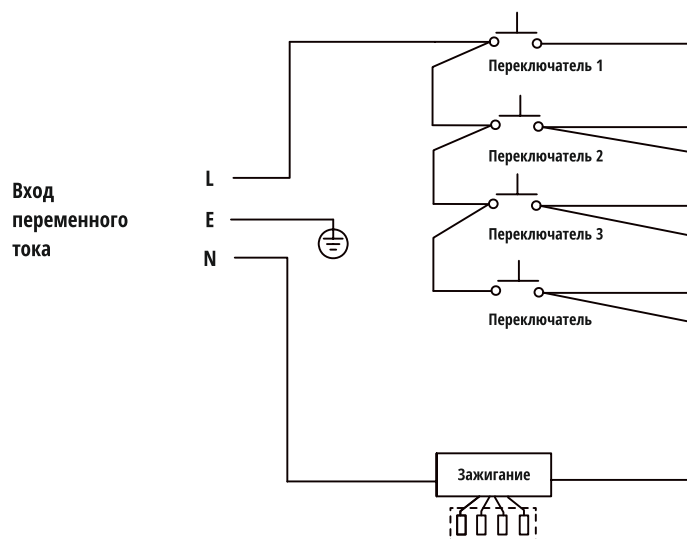 Переключатель 1
Переключатель 2
Переключатель 3
Переключатель
Вход
переменного
тока
L
E
N
Зажигание